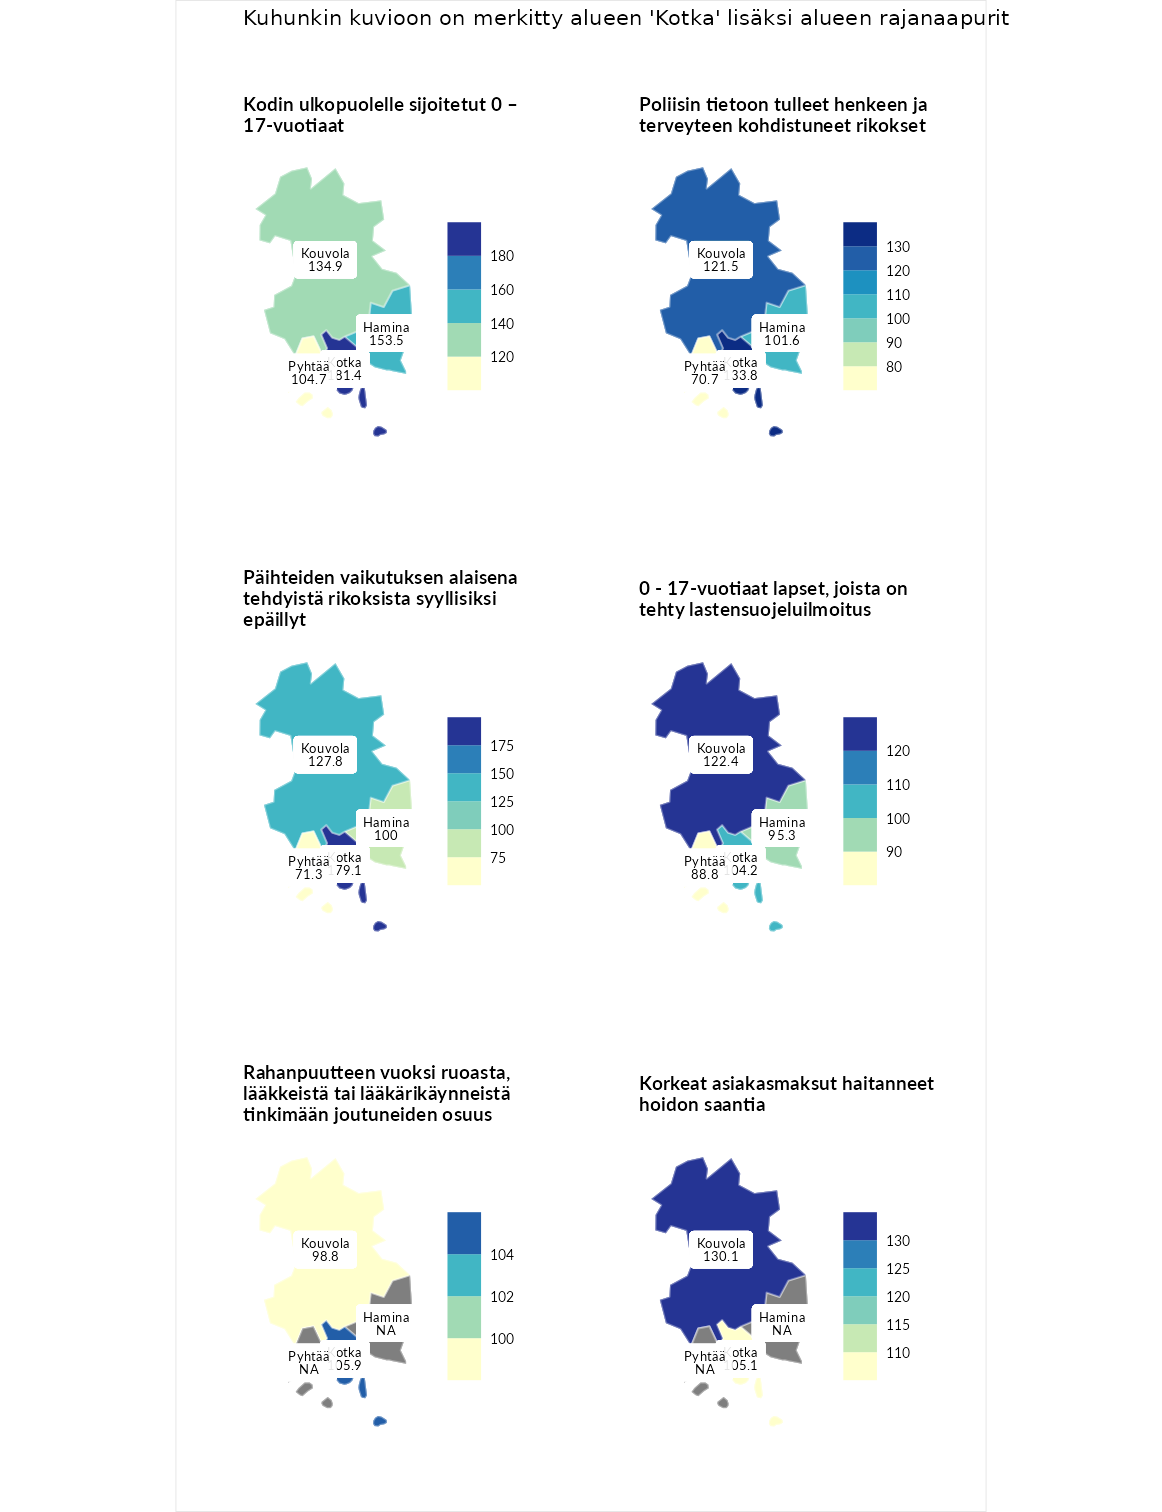 Kuhunkin kuvioon on merkitty alueen 'Kotka' lisäksi alueen rajanaapurit
Kodin ulkopuolelle sijoitetut 0 –
17-vuotiaat
Kouvola
134.9
Hamina
153.5
Pyhtää
104.7
180
160
140
120
Poliisin tietoon tulleet henkeen ja
terveyteen kohdistuneet rikokset
Kouvola
121.5
Hamina
101.6
Pyhtää
70.7
130
120
110
100
90
80
Päihteiden vaikutuksen alaisena
tehdyistä rikoksista syyllisiksi
epäillyt
Kouvola
127.8
Hamina
100
Pyhtää
71.3
175
150
125
100
75
0 - 17-vuotiaat lapset, joista on
tehty lastensuojeluilmoitus
Kouvola
122.4
Hamina
95.3
Pyhtää
88.8
120
110
100
90
Rahanpuutteen vuoksi ruoasta,
lääkkeistä tai lääkärikäynneistä
tinkimään joutuneiden osuus
Kouvola
98.8
Hamina
NA
Pyhtää
NA
104
102
100
Korkeat asiakasmaksut haitanneet
hoidon saantia
Kouvola
130.1
Hamina
NA
Pyhtää
NA
130
125
120
115
110